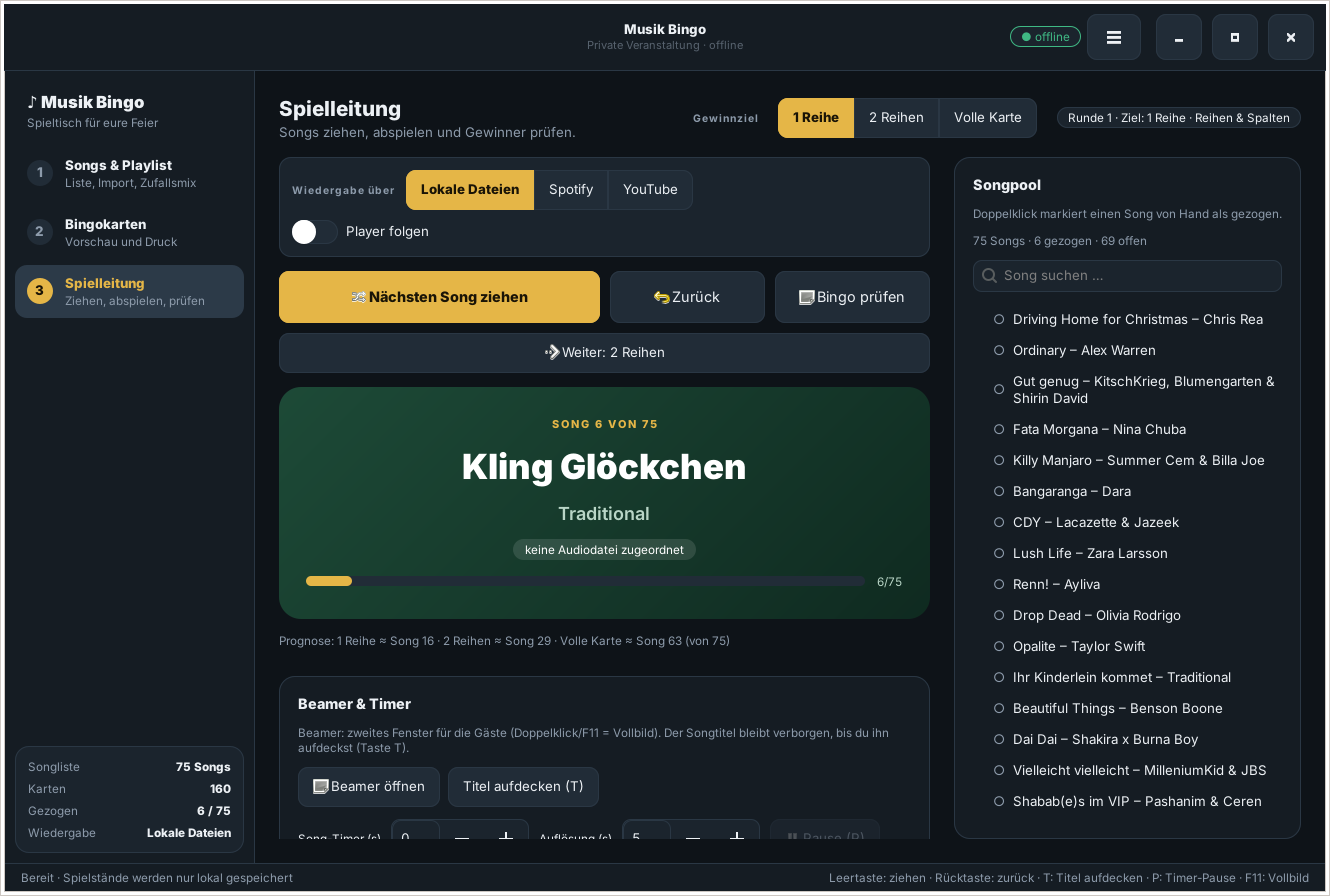 Musik Bingo
Private Veranstaltung · offline
offline
♪ Musik Bingo
Spieltisch für eure Feier
1
Songs & Playlist
Liste, Import, Zufallsmix
2
Bingokarten
Vorschau und Druck
3
Spielleitung
Ziehen, abspielen, prüfen
Songliste 75 Songs
Karten 160
Gezogen 6 / 75
Wiedergabe Lokale Dateien
Spielleitung
Songs ziehen, abspielen und Gewinner prüfen.
Gewinnziel 1 Reihe 2 Reihen Volle Karte
Runde 1 · Ziel: 1 Reihe · Reihen & Spalten
Wiedergabe über Lokale Dateien Spotify YouTube
Player folgen
Nächsten Song ziehen Zurück Bingo prüfen
Weiter: 2 Reihen
SONG 6 VON 75
Kling Glöckchen
Traditional
keine Audiodatei zugeordnet
6/75
Prognose: 1 Reihe ≈ Song 16 · 2 Reihen ≈ Song 29 · Volle Karte ≈ Song 63 (von 75)
Beamer & Timer
Beamer: zweites Fenster für die Gäste (Doppelklick/F11 = Vollbild). Der Songtitel bleibt verborgen, bis du ihn
aufdeckst (Taste T).
Beamer öffnen Titel aufdecken (T)
Song-Timer (s) 0 − + Auflösung (s) 5 − + Pause (P)
Songpool
Doppelklick markiert einen Song von Hand als gezogen.
75 Songs · 6 gezogen · 69 offen
Song suchen ...
Driving Home for Christmas – Chris Rea
Ordinary – Alex Warren
Gut genug – KitschKrieg, Blumengarten &
Shirin David
Fata Morgana – Nina Chuba
Killy Manjaro – Summer Cem & Billa Joe
Bangaranga – Dara
CDY – Lacazette & Jazeek
Lush Life – Zara Larsson
Renn! – Ayliva
Drop Dead – Olivia Rodrigo
Opalite – Taylor Swift
Ihr Kinderlein kommet – Traditional
Beautiful Things – Benson Boone
Dai Dai – Shakira x Burna Boy
Vielleicht vielleicht – MilleniumKid & JBS
Shabab(e)s im VIP – Pashanim & Ceren
Bereit · Spielstände werden nur lokal gespeichert
Leertaste: ziehen · Rücktaste: zurück · T: Titel aufdecken · P: Timer-Pause · F11: Vollbild